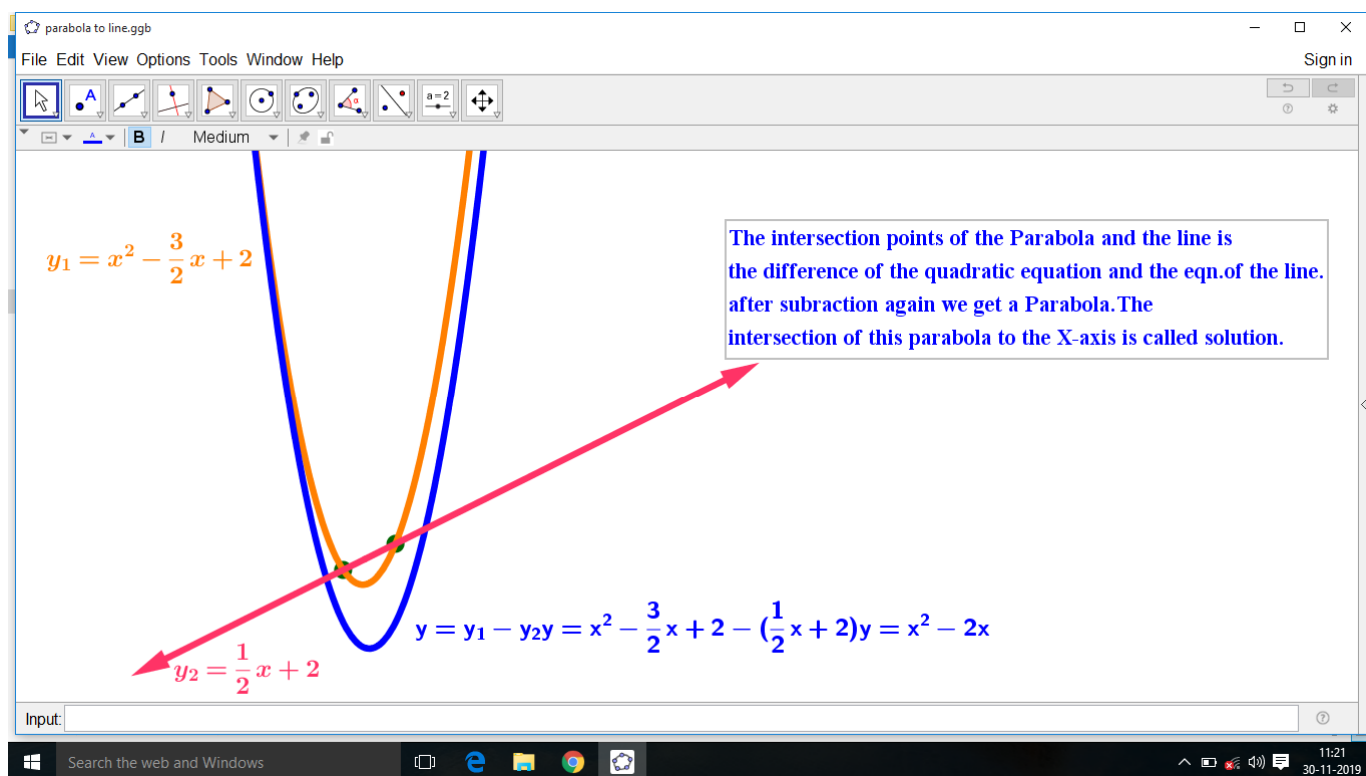 parabola to line.ggb
File Edit View Options Tools Window Help
Sign in
A
α
a = 2
A
B I Medium
y₁ = x² − 3/2 x + 2
The intersection points of the Parabola and the line is
the difference of the quadratic equation and the eqn.of the line.
after subraction again we get a Parabola.The
intersection of this parabola to the X-axis is called solution.
y = y₁ − y₂y = x² − 3/2 x + 2 − (1/2 x + 2)y = x² − 2x
y₂ = 1/2 x + 2
Input:
Search the web and Windows
11:21
30-11-2019